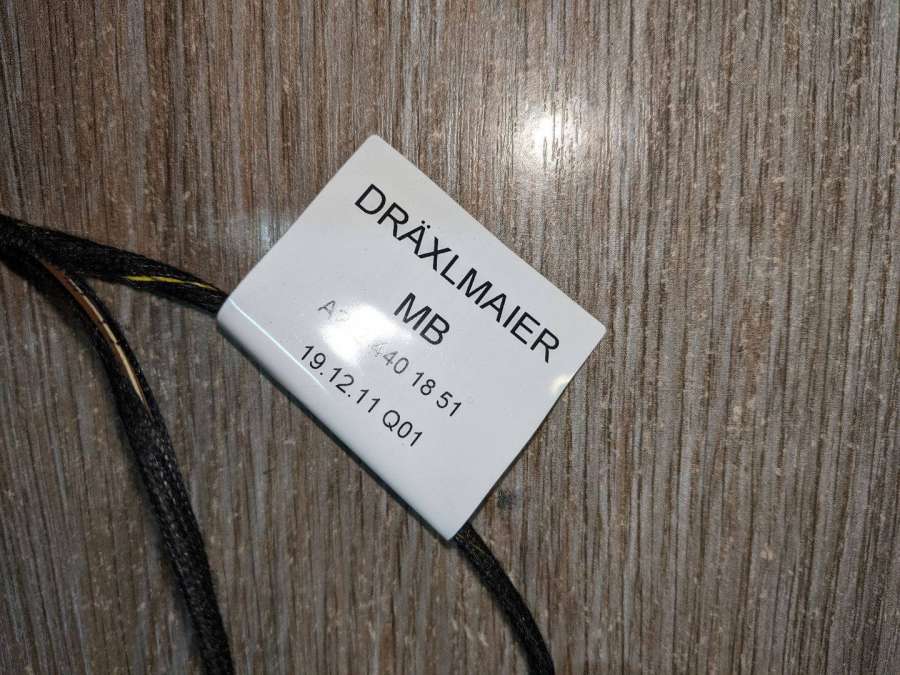 DRÄXLMAIER
MB
440 18 51
19.12.11 Q01